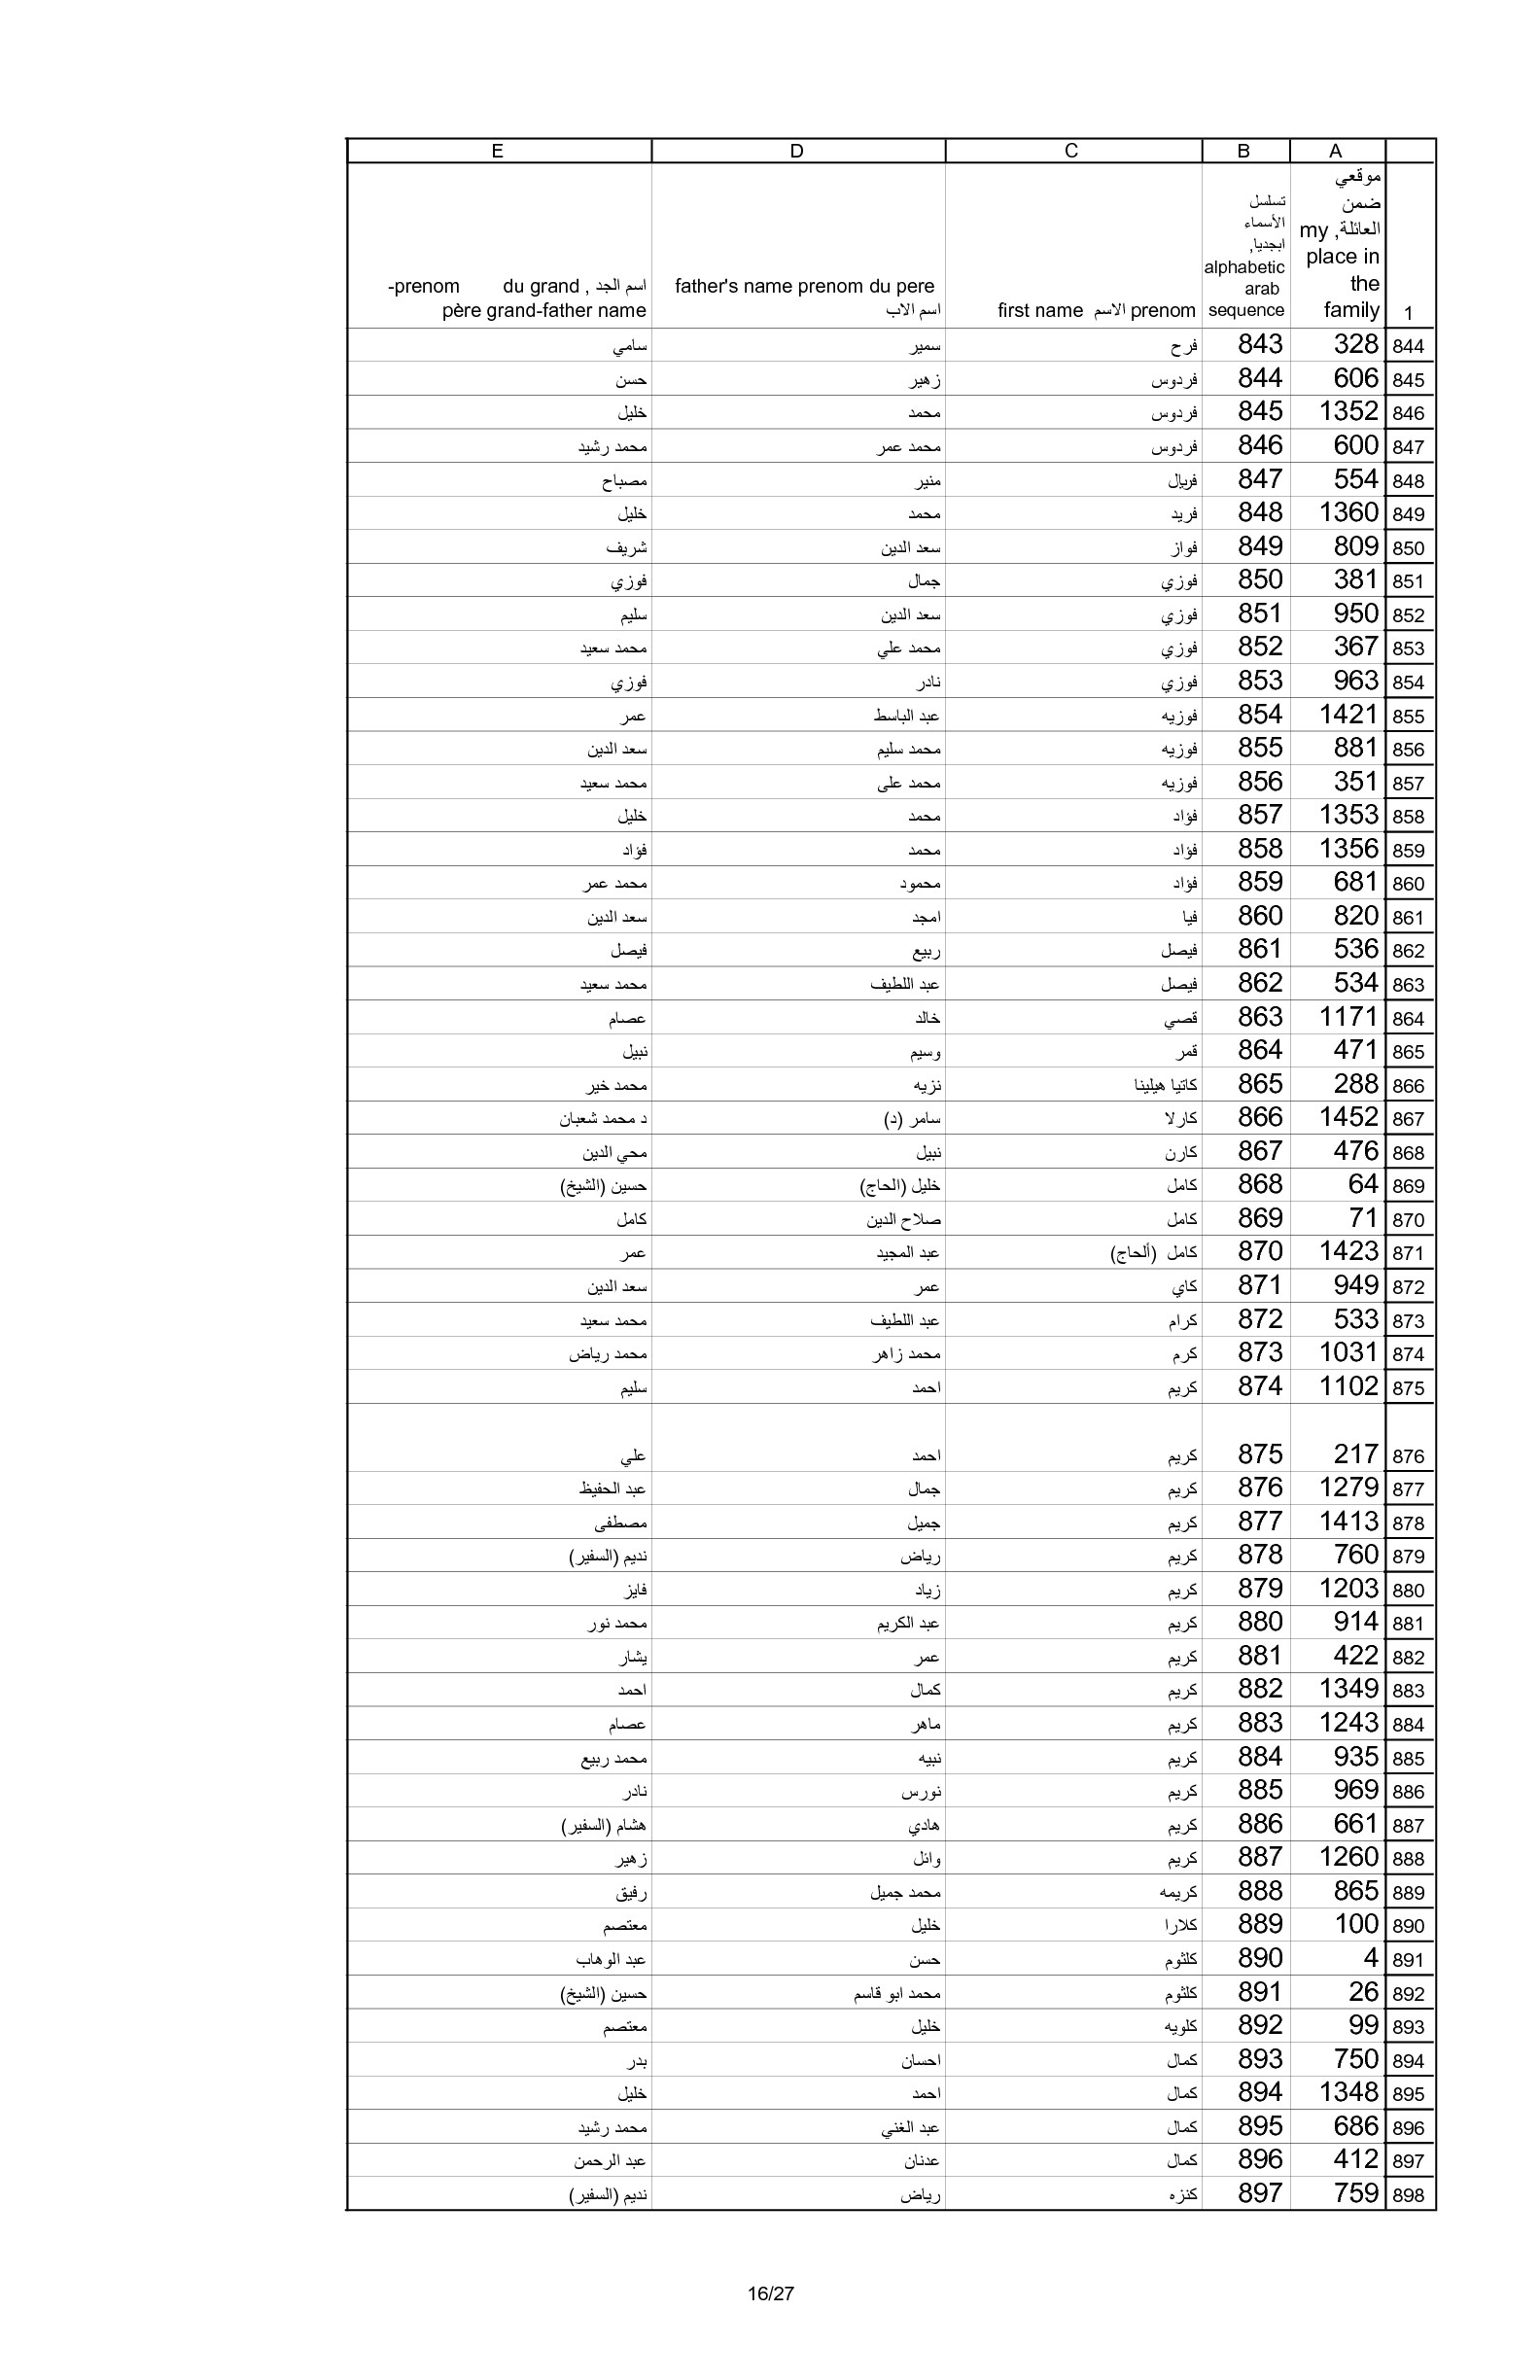 A B C D E
موقعي ضمن العائلة, my place in the family
تسلسل الأسماء ابجديا, alphabetic arab sequence
first name الاسم prenom
father's name prenom du pere اسم الاب
-prenom du grand , اسم الجد père grand-father name
1
844 328 843 فرح سمير سامي
845 606 844 فردوس زهير حسن
846 1352 845 فردوس محمد خليل
847 600 846 فردوس محمد عمر محمد رشيد
848 554 847 فريال منير مصباح
849 1360 848 فريد محمد خليل
850 809 849 فواز سعد الدين شريف
851 381 850 فوزي جمال فوزي
852 950 851 فوزي سعد الدين سليم
853 367 852 فوزي محمد علي محمد سعيد
854 963 853 فوزي نادر فوزي
855 1421 854 فوزيه عبد الباسط عمر
856 881 855 فوزيه محمد سليم سعد الدين
857 351 856 فوزيه محمد على محمد سعيد
858 1353 857 فؤاد محمد خليل
859 1356 858 فؤاد محمد فؤاد
860 681 859 فؤاد محمود محمد عمر
861 820 860 فيا امجد سعد الدين
862 536 861 فيصل ربيع فيصل
863 534 862 فيصل عبد اللطيف محمد سعيد
864 1171 863 قصي خالد عصام
865 471 864 قمر وسيم نبيل
866 288 865 كاتيا هيلينا نزيه محمد خير
867 1452 866 كارلا سامر (د) د محمد شعبان
868 476 867 كارن نبيل محي الدين
869 64 868 كامل خليل (الحاج) حسين (الشيخ)
870 71 869 كامل صلاح الدين كامل
871 1423 870 كامل (ألحاج) عبد المجيد عمر
872 949 871 كاي عمر سعد الدين
873 533 872 كرام عبد اللطيف محمد سعيد
874 1031 873 كرم محمد زاهر محمد رياض
875 1102 874 كريم احمد سليم
876 217 875 كريم احمد علي
877 1279 876 كريم جمال عبد الحفيظ
878 1413 877 كريم جميل مصطفى
879 760 878 كريم رياض نديم (السفير)
880 1203 879 كريم زياد فايز
881 914 880 كريم عبد الكريم محمد نور
882 422 881 كريم عمر يشار
883 1349 882 كريم كمال احمد
884 1243 883 كريم ماهر عصام
885 935 884 كريم نبيه محمد ربيع
886 969 885 كريم نورس نادر
887 661 886 كريم هادي هشام (السفير)
888 1260 887 كريم وائل زهير
889 865 888 كريمه محمد جميل رفيق
890 100 889 كلارا خليل معتصم
891 4 890 كلثوم حسن عبد الوهاب
892 26 891 كلثوم محمد ابو قاسم حسين (الشيخ)
893 99 892 كلويه خليل معتصم
894 750 893 كمال احسان بدر
895 1348 894 كمال احمد خليل
896 686 895 كمال عبد الغني محمد رشيد
897 412 896 كمال عدنان عبد الرحمن
898 759 897 كنزه رياض نديم (السفير)
16/27